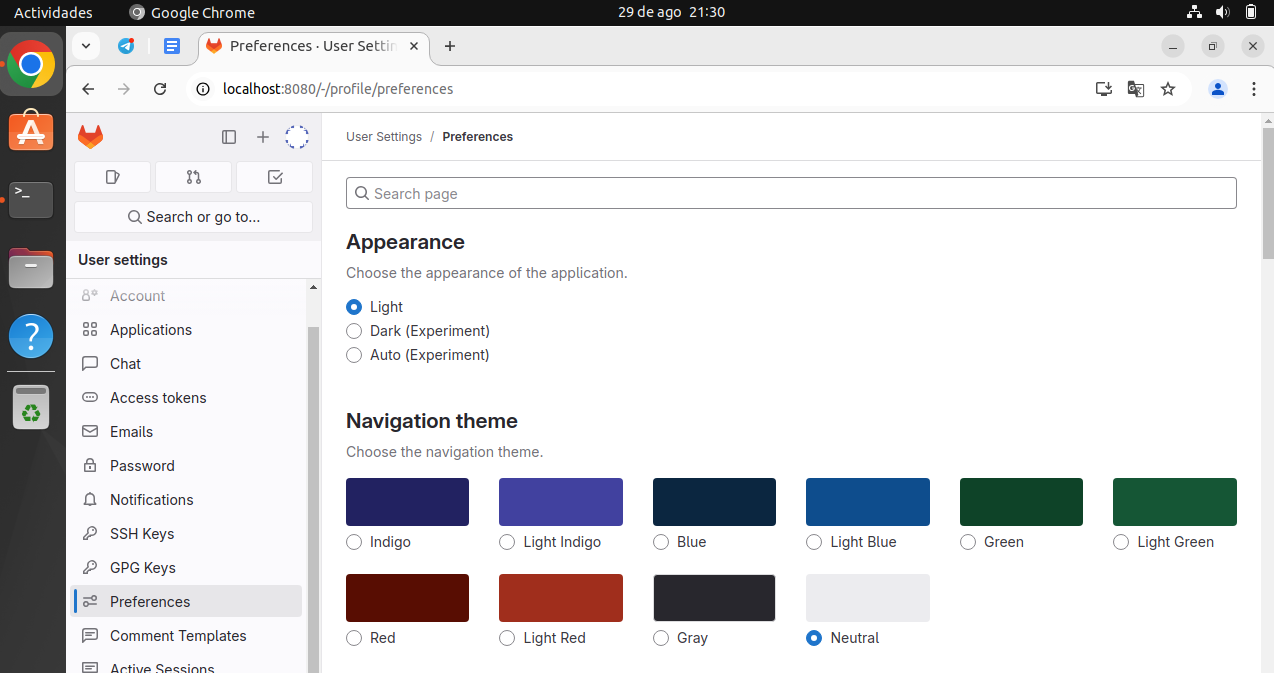 Actividades
Google Chrome
29 de ago 21:30
Preferences · User Settin
localhost:8080/-/profile/preferences
Search or go to...
User settings
Account
Applications
Chat
Access tokens
Emails
Password
Notifications
SSH Keys
GPG Keys
Preferences
Comment Templates
Active Sessions
User Settings / Preferences
Search page
Appearance
Choose the appearance of the application.
Light
Dark (Experiment)
Auto (Experiment)
Navigation theme
Choose the navigation theme.
Indigo
Light Indigo
Blue
Light Blue
Green
Light Green
Red
Light Red
Gray
Neutral